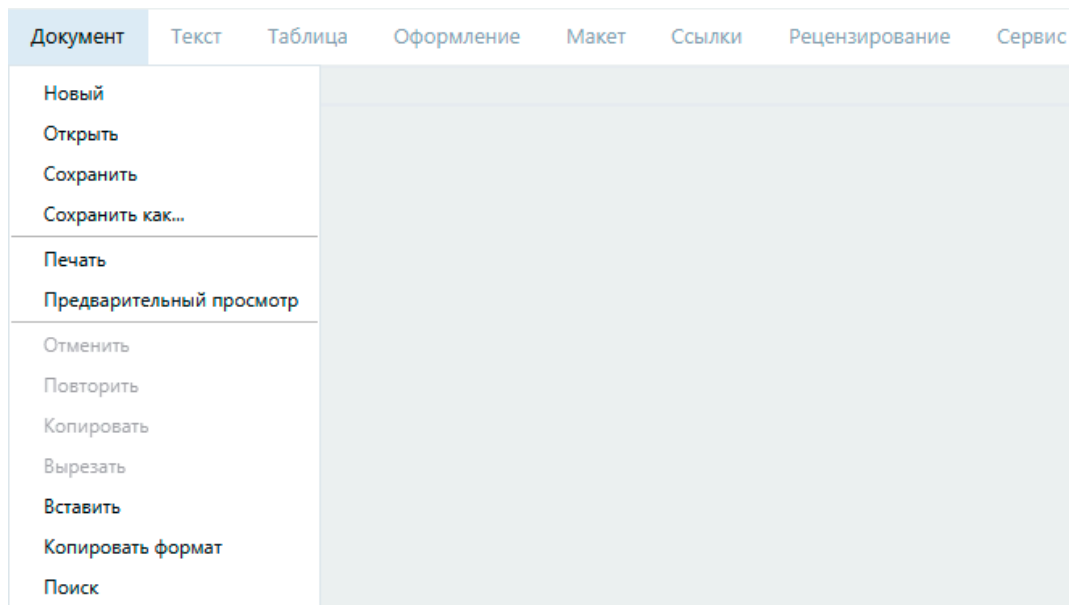 Документ Текст Таблица Оформление Макет Ссылки Рецензирование Сервис
Новый
Открыть
Сохранить
Сохранить как...
Печать
Предварительный просмотр
Отменить
Повторить
Копировать
Вырезать
Вставить
Копировать формат
Поиск